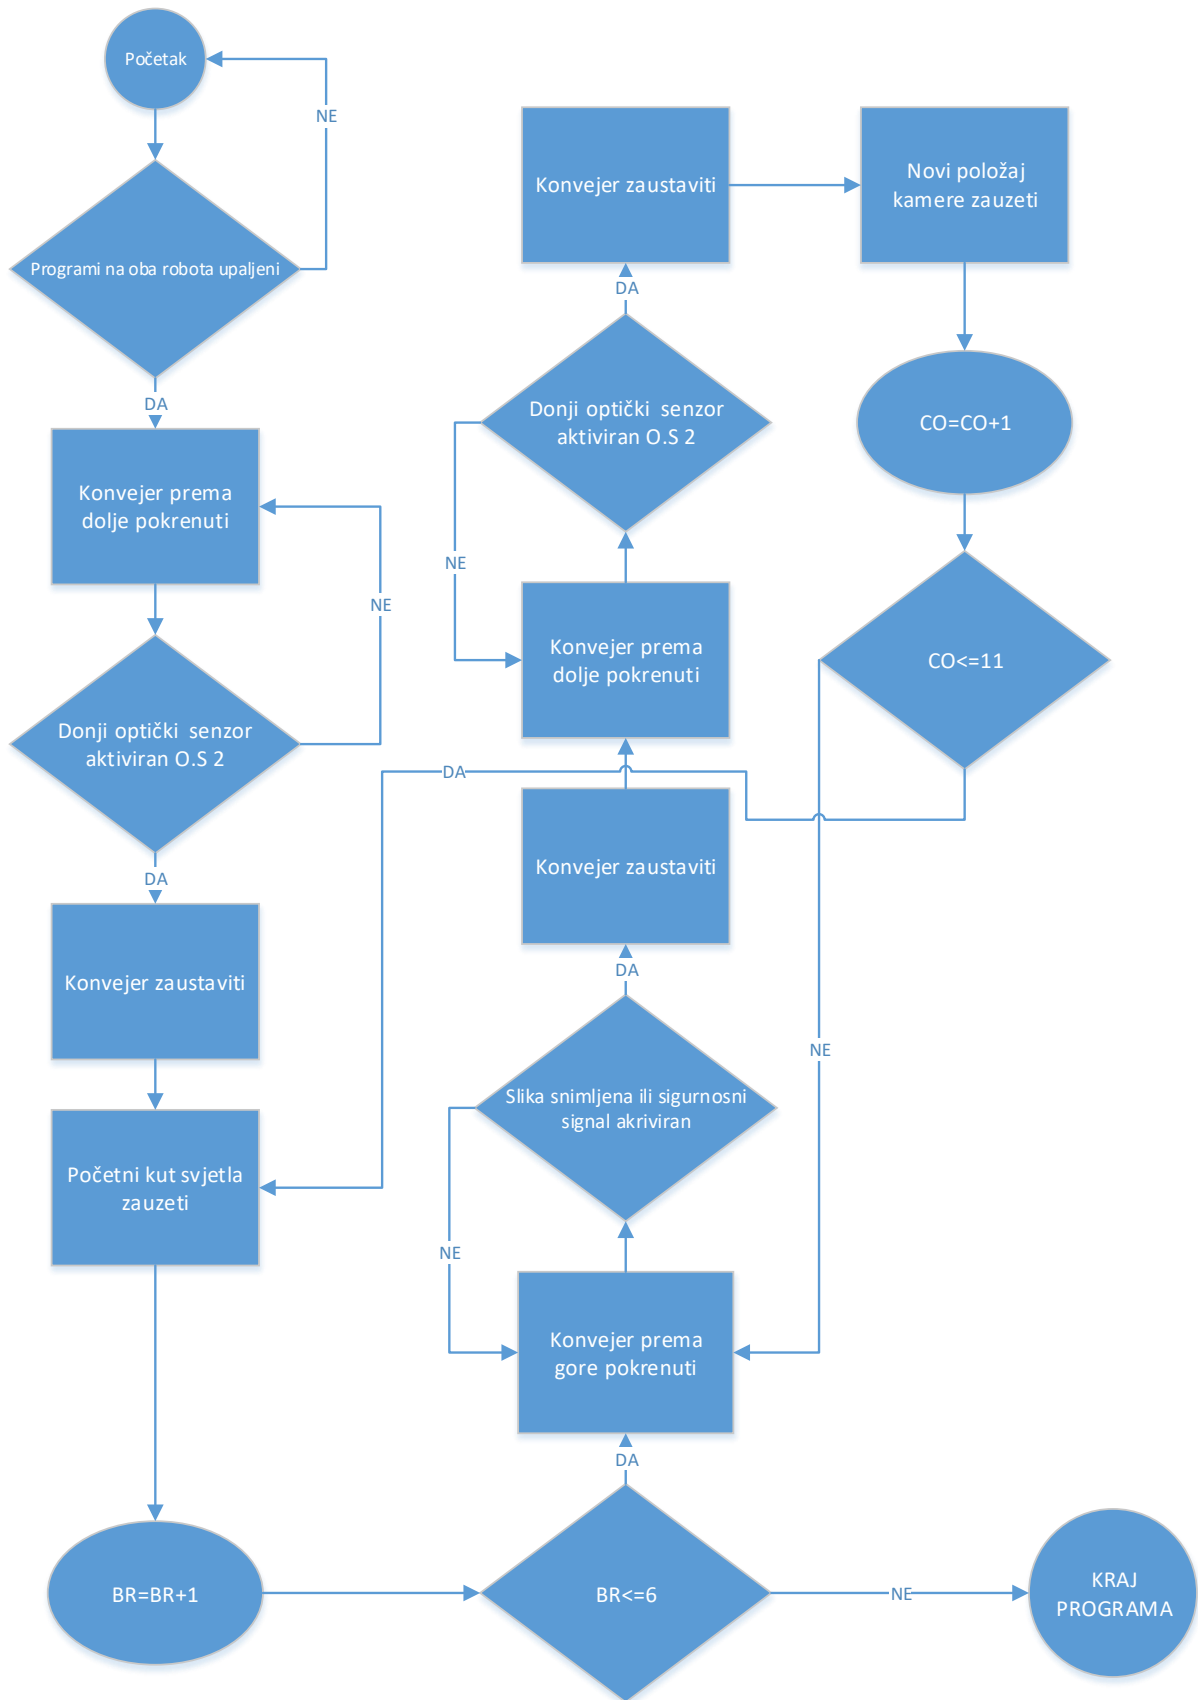 Početak
NE
Programi na oba robota upaljeni
DA
Konvejer prema
dolje pokrenuti
NE
Donji optički senzor
aktiviran O.S 2
DA
Konvejer zaustaviti
Početni kut svjetla
zauzeti
BR=BR+1
BR<=6
NE
KRAJ
PROGRAMA
DA
Konvejer prema
gore pokrenuti
NE
Slika snimljena ili sigurnosni
signal akriviran
DA
Konvejer zaustaviti
Konvejer prema
dolje pokrenuti
NE
Donji optički senzor
aktiviran O.S 2
DA
Konvejer zaustaviti
Novi položaj
kamere zauzeti
CO=CO+1
CO<=11
DA
NE